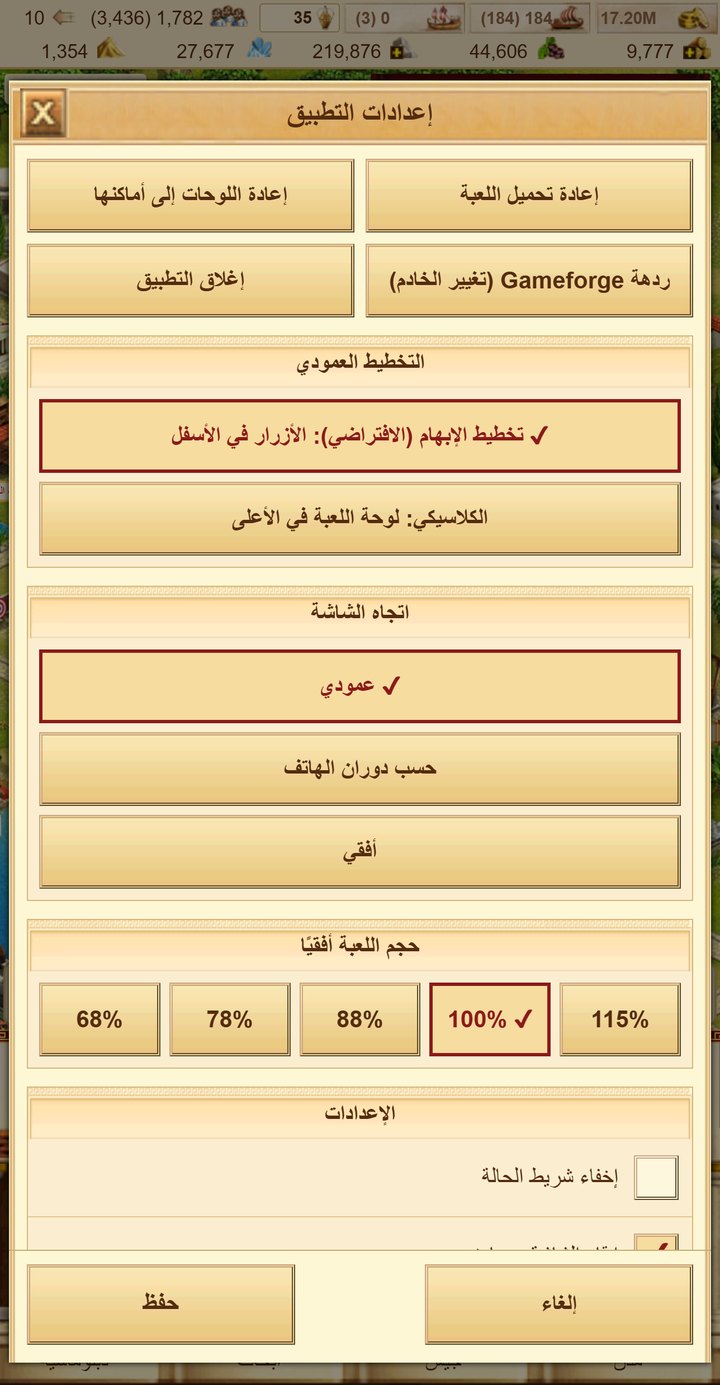 10 (3,436) 1,782 35 (3) 0 (184) 184 17.20M
1,354 27,677 219,876 44,606 9,777
إعدادات التطبيق
إعادة تحميل اللعبة
إعادة اللوحات إلى أماكنها
ردهة Gameforge (تغيير الخادم)
إغلاق التطبيق
التخطيط العمودي
✓ تخطيط الإبهام (الافتراضي): الأزرار في الأسفل
الكلاسيكي: لوحة اللعبة في الأعلى
اتجاه الشاشة
✓ عمودي
حسب دوران الهاتف
أفقي
حجم اللعبة أفقيًا
68% 78% 88% 100% ✓ 115%
الإعدادات
إخفاء شريط الحالة
إلغاء
حفظ